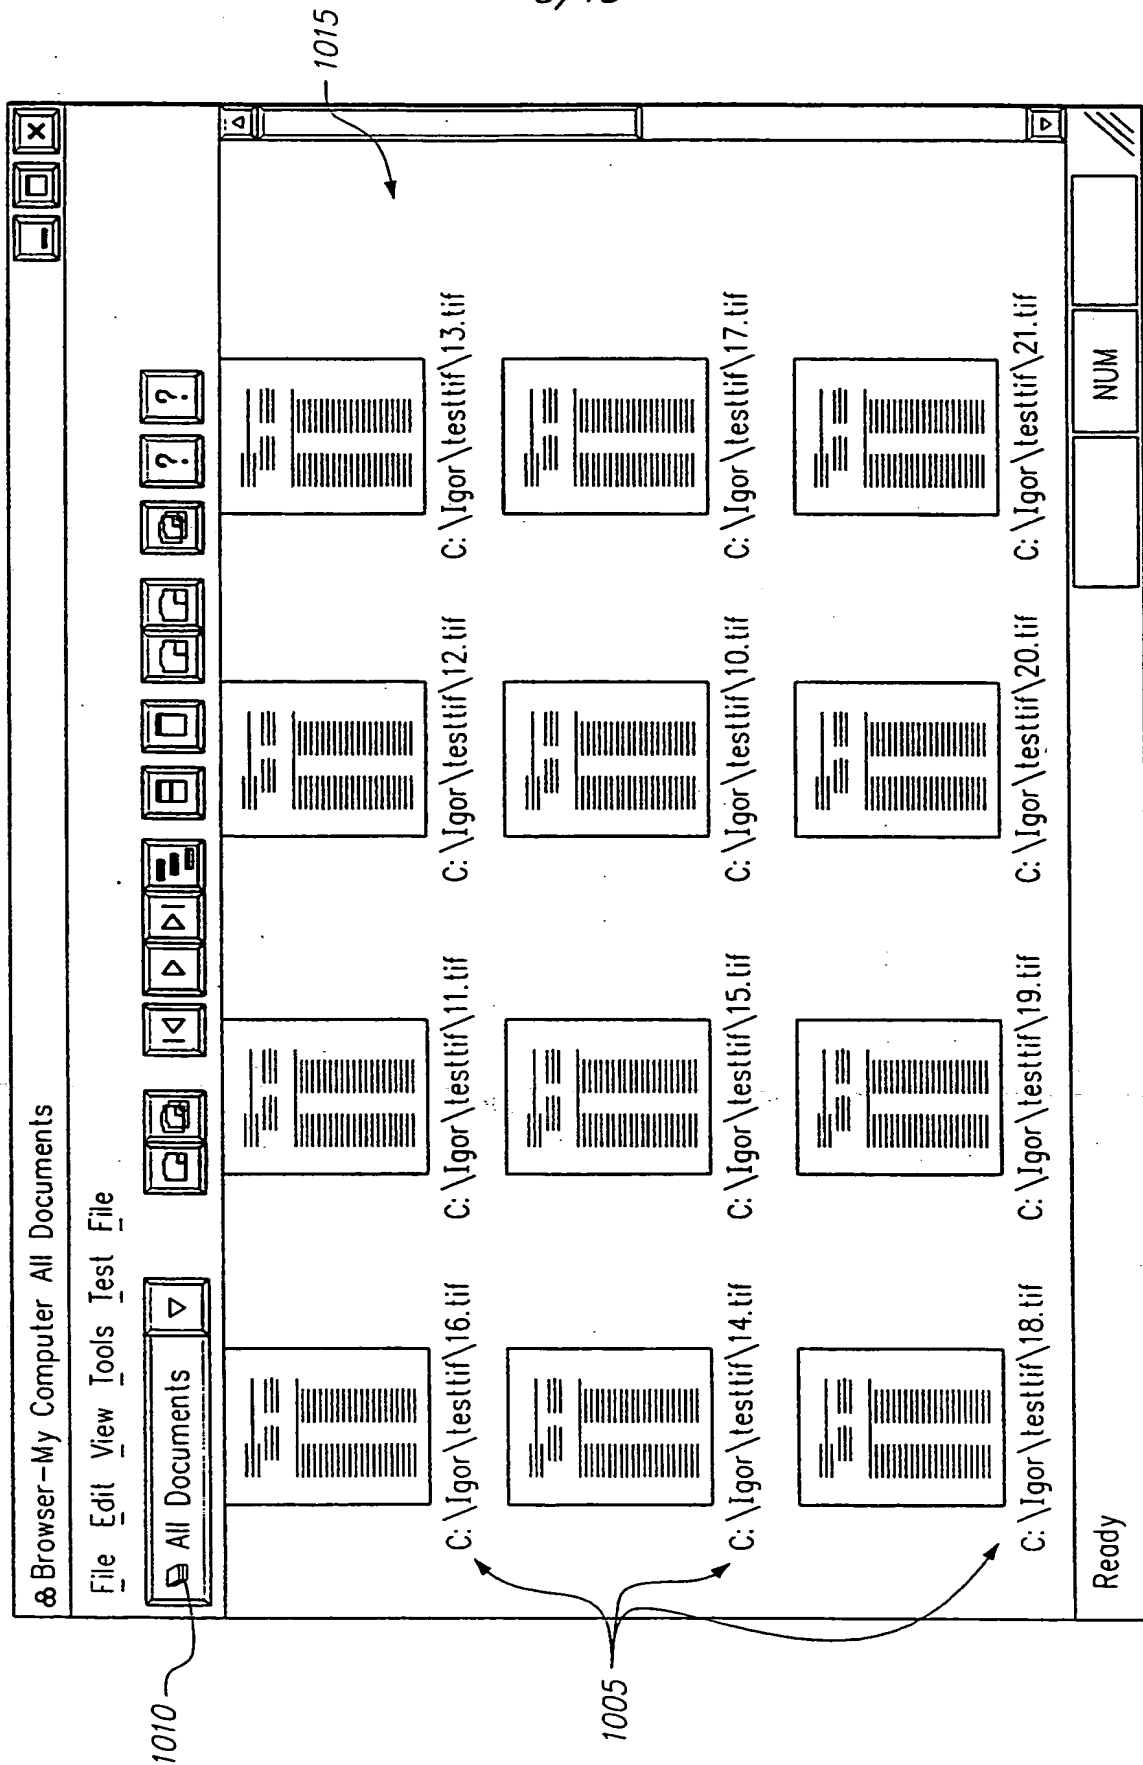 1015
& Browser-My Computer All Documents
File Edit View Tools Test File
1010
All Documents
? ?
C: \Igor\testtif\16.tif
C: \Igor\testtif\11.tif
C: \Igor\testtif\12.tif
C: \Igor\testtif\13.tif
C: \Igor\testtif\14.tif
C: \Igor\testtif\15.tif
C: \Igor\testtif\10.tif
C: \Igor\testtif\17.tif
1005
C: \Igor\testtif\18.tif
C: \Igor\testtif\19.tif
C: \Igor\testtif\20.tif
C: \Igor\testtif\21.tif
Ready
NUM